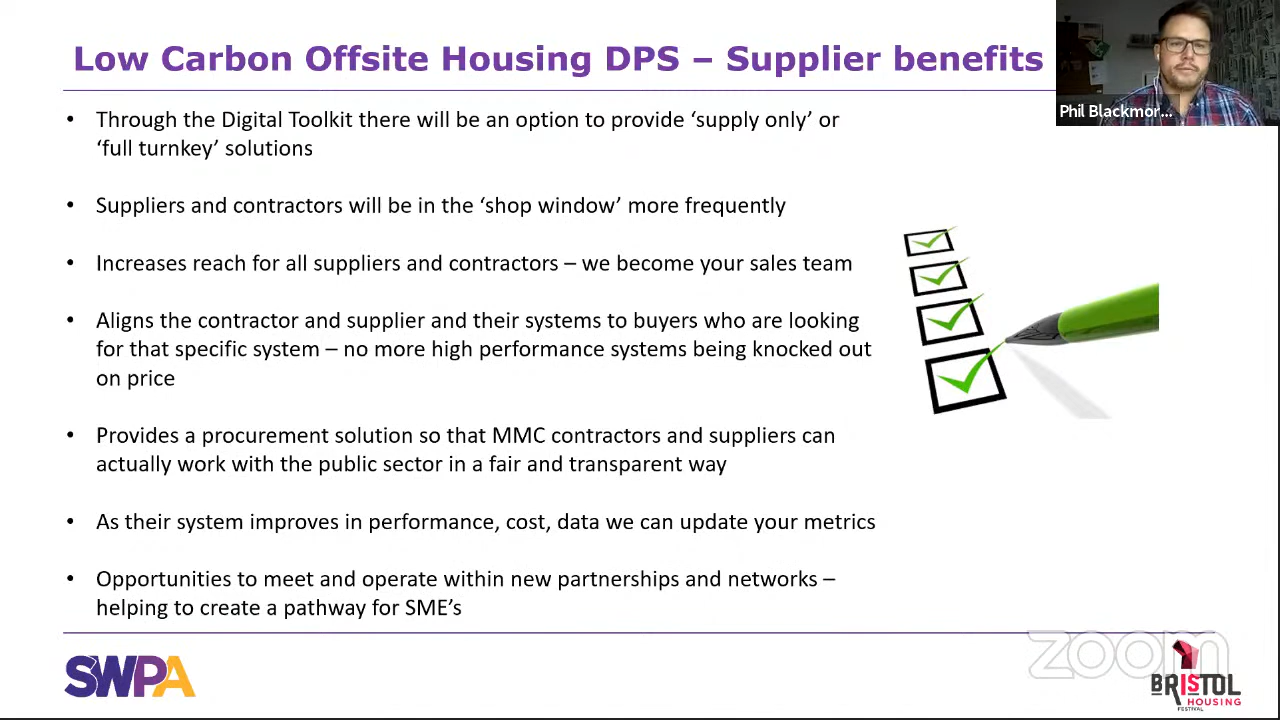 Low Carbon Offsite Housing DPS – Supplier benefits
Phil Blackmor...
• Through the Digital Toolkit there will be an option to provide ‘supply only’ or
‘full turnkey’ solutions
• Suppliers and contractors will be in the ‘shop window’ more frequently
• Increases reach for all suppliers and contractors – we become your sales team
• Aligns the contractor and supplier and their systems to buyers who are looking
for that specific system – no more high performance systems being knocked out
on price
• Provides a procurement solution so that MMC contractors and suppliers can
actually work with the public sector in a fair and transparent way
• As their system improves in performance, cost, data we can update your metrics
• Opportunities to meet and operate within new partnerships and networks –
helping to create a pathway for SME’s
SWPA
zoom
BRISTOL
HOUSING
FESTIVAL